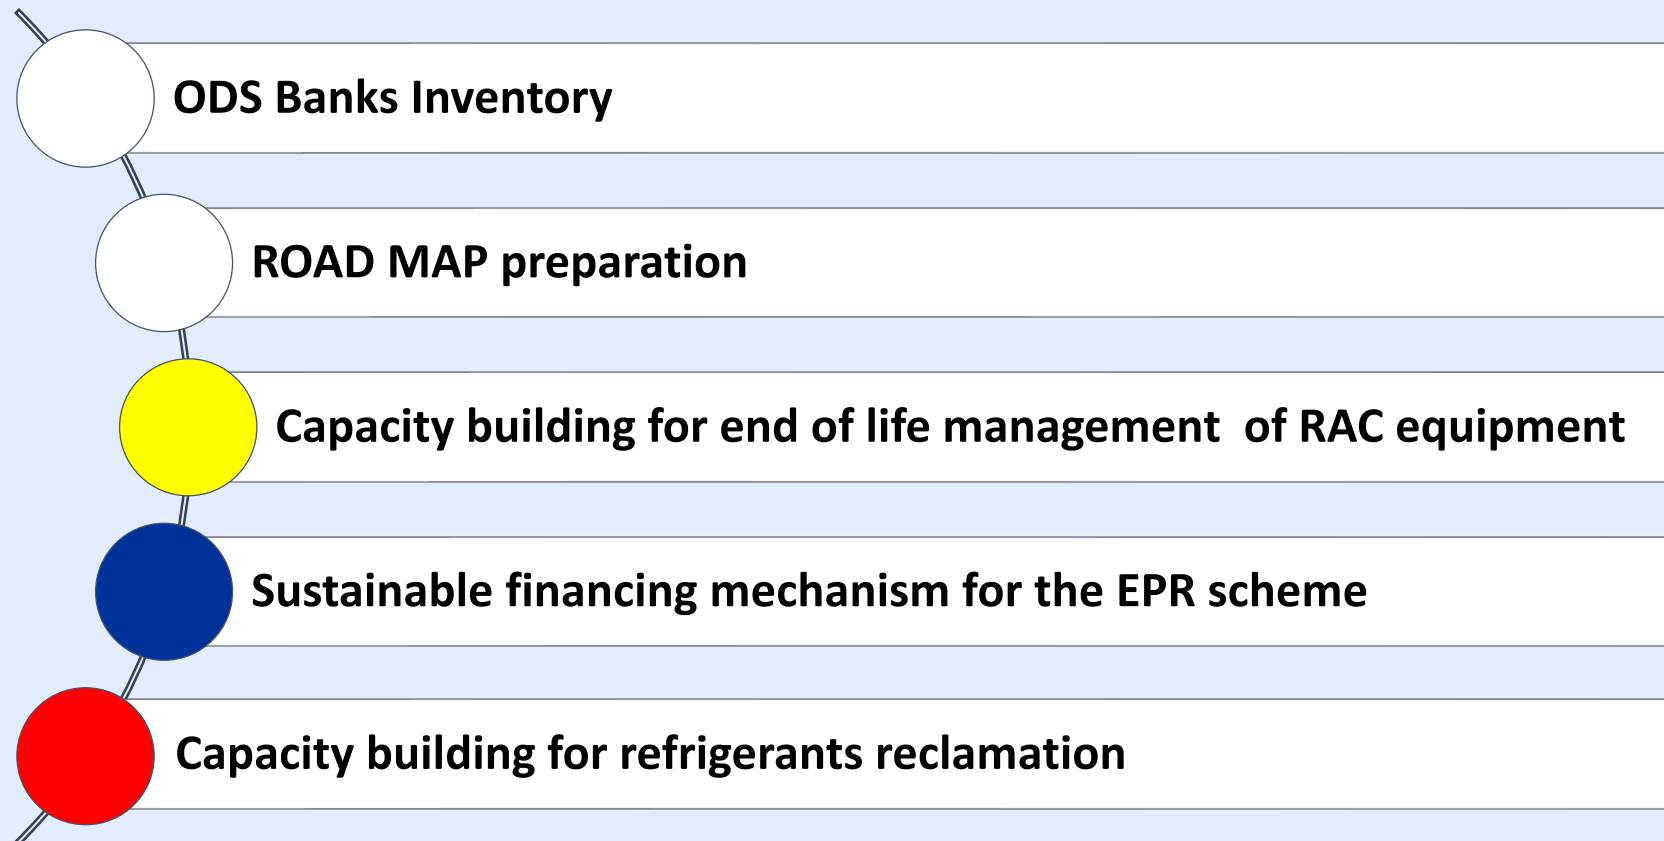 ODS Banks Inventory
ROAD MAP preparation
Capacity building for end of life management  of RAC equipment
Sustainable financing mechanism for the EPR scheme
Capacity building for refrigerants reclamation